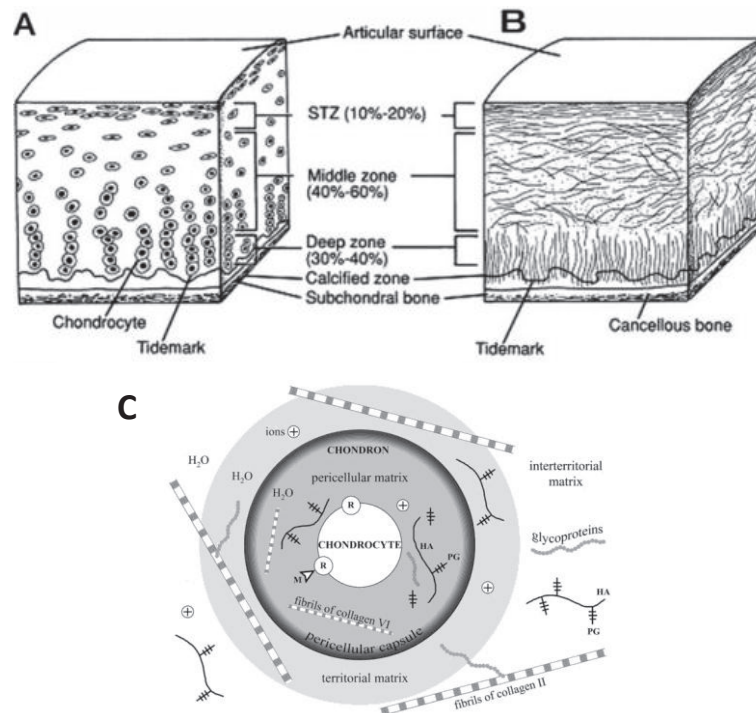 A
B
Articular surface
STZ (10%-20%)
Middle zone
(40%-60%)
Deep zone
(30%-40%)
Calcified zone
Subchondral bone
Chondrocyte
Tidemark
Cancellous bone
Tidemark
C
ions
+
CHONDRON
H₂O
H₂O
pericellular matrix
interterritorial
matrix
H₂O
R
+
glycoproteins
CHONDROCYTE
HA
PG
R
M
+
HA
PG
fibrils of collagen VI
+
pericellular capsule
territorial
matrix
fibrils of collagen II